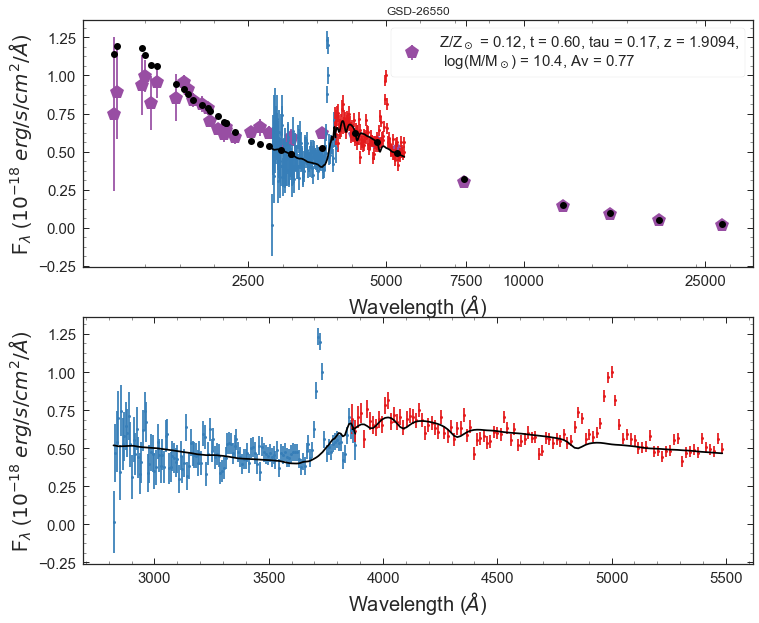 GSD-26550
Z/Z⊙ = 0.12, t = 0.60, tau = 0.17, z = 1.9094,
log(M/M⊙) = 10.4, Av = 0.77
F_λ (10^−18 erg/s/cm^2/Å)
1.25
1.00
0.75
0.50
0.25
0.00
−0.25
2500 5000 7500 10000 25000
Wavelength (Å)
F_λ (10^−18 erg/s/cm^2/Å)
1.25
1.00
0.75
0.50
0.25
0.00
−0.25
3000 3500 4000 4500 5000 5500
Wavelength (Å)